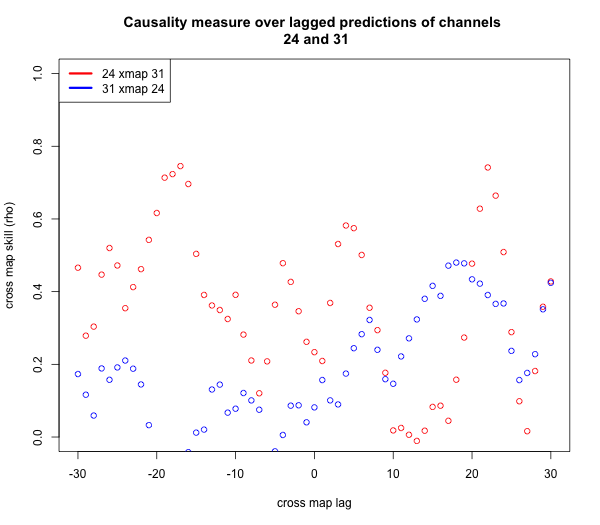 Causality measure over lagged predictions of channels
24 and 31
24 xmap 31
31 xmap 24
cross map skill (rho)
1.0
0.8
0.6
0.4
0.2
0.0
-30 -20 -10 0 10 20 30
cross map lag